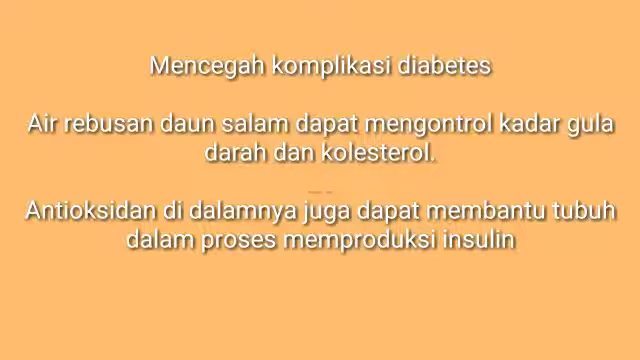 Mencegah komplikasi diabetes
Air rebusan daun salam dapat mengontrol kadar gula
darah dan kolesterol.
Antioksidan di dalamnya juga dapat membantu tubuh
dalam proses memproduksi insulin